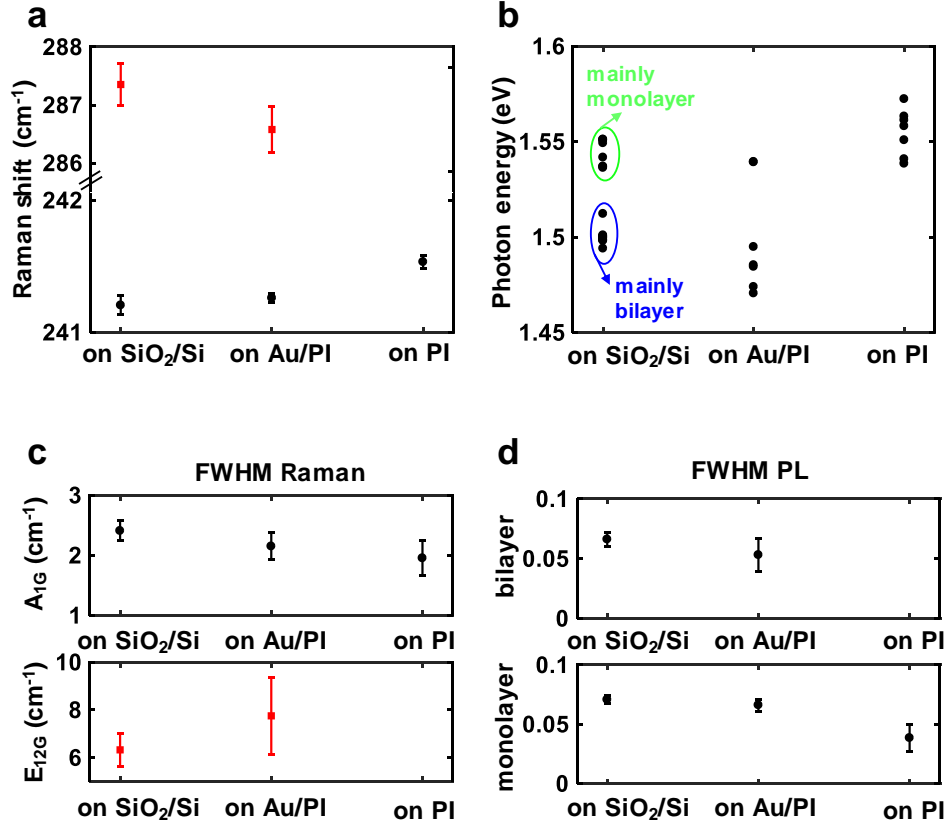 a
288
287
286
242
241
Raman shift (cm⁻¹)
on SiO₂/Si
on Au/PI
on PI
b
1.6
1.55
1.5
1.45
Photon energy (eV)
mainly
monolayer
mainly
bilayer
on SiO₂/Si
on Au/PI
on PI
c
FWHM Raman
3
2
1
A₁G (cm⁻¹)
on SiO₂/Si
on Au/PI
on PI
10
8
6
E₁₂G (cm⁻¹)
on SiO₂/Si
on Au/PI
on PI
d
FWHM PL
0.1
0.05
0
bilayer
on SiO₂/Si
on Au/PI
on PI
0.1
0.05
0
monolayer
on SiO₂/Si
on Au/PI
on PI